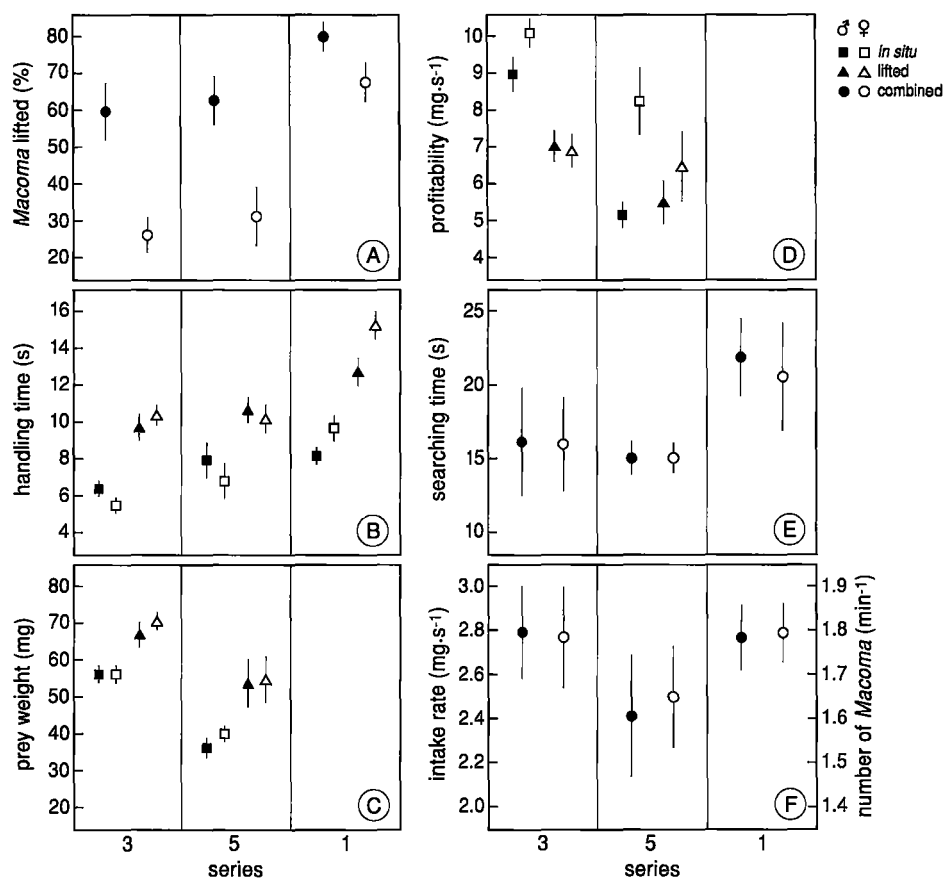 Macoma lifted (%)
80
70
60
50
40
30
20
A
handling time (s)
16
14
12
10
8
6
4
B
prey weight (mg)
80
70
60
50
40
30
20
C
3 5 1
series
profitability (mg·s-1)
10
9
8
7
6
5
4
D
searching time (s)
25
20
15
10
E
intake rate (mg·s-1)
3.0
2.8
2.6
2.4
2.2
2.0
F
1.9
1.8
1.7
1.6
1.5
1.4
number of Macoma (min-1)
3 5 1
series
♂ ♀
in situ
lifted
combined